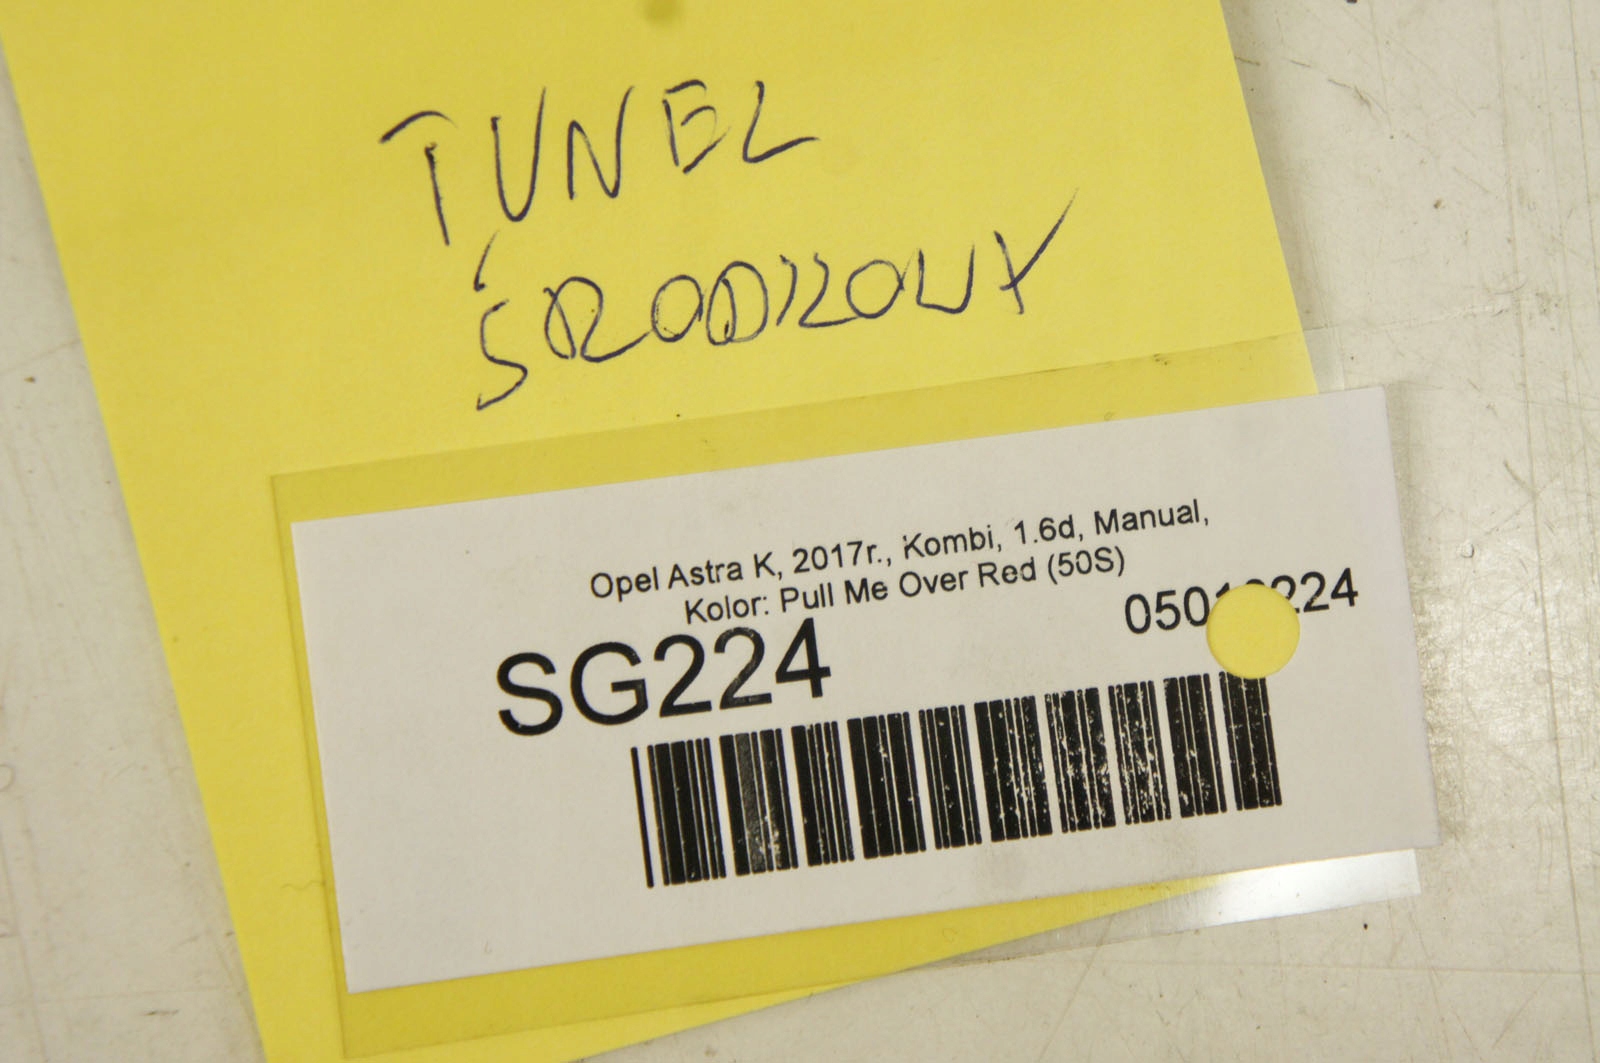 TUNEL
ŚRODKOWY
Opel Astra K, 2017r., Kombi, 1.6d, Manual,
Kolor: Pull Me Over Red (50S)
SG224